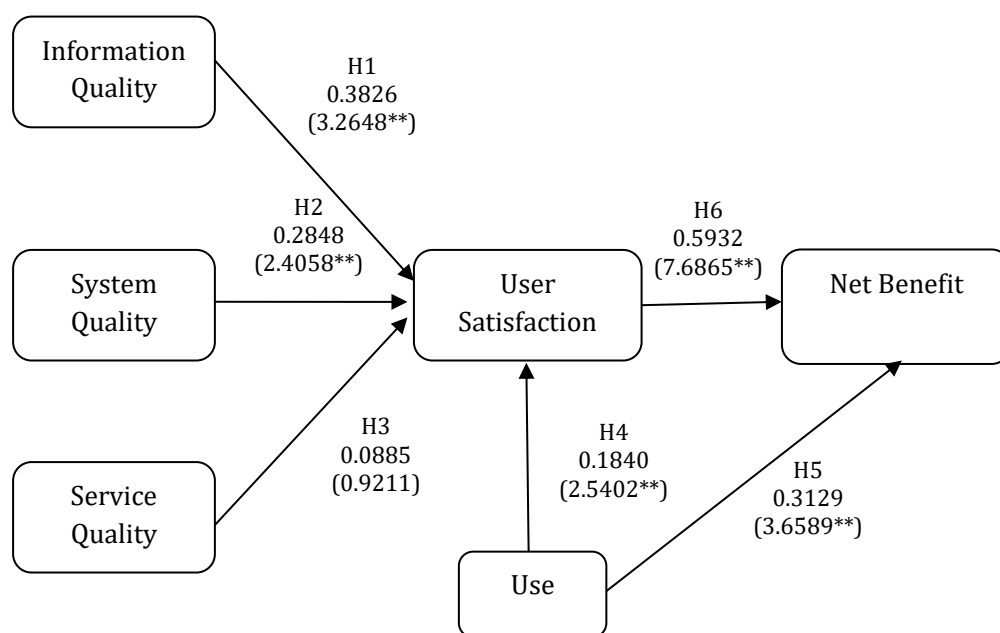 Information
Quality
H1
0.3826
(3.2648**)
H2
0.2848
(2.4058**)
H6
0.5932
(7.6865**)
System
Quality
User
Satisfaction
Net Benefit
H3
0.0885
(0.9211)
H4
0.1840
(2.5402**)
H5
0.3129
(3.6589**)
Service
Quality
Use